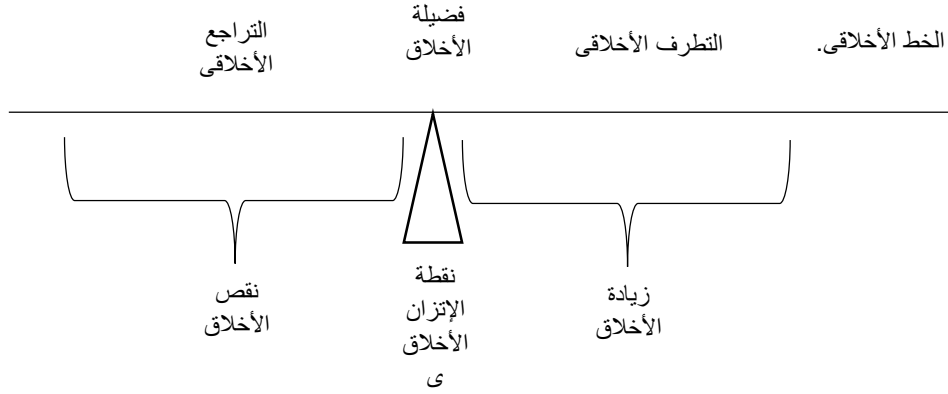 الخط الأخلاقى.
التطرف الأخلاقى
فضيلة
الأخلاق
التراجع
الأخلاقى
زيادة
الأخلاق
نقطة
الإتزان
الأخلاق
ى
نقص
الأخلاق